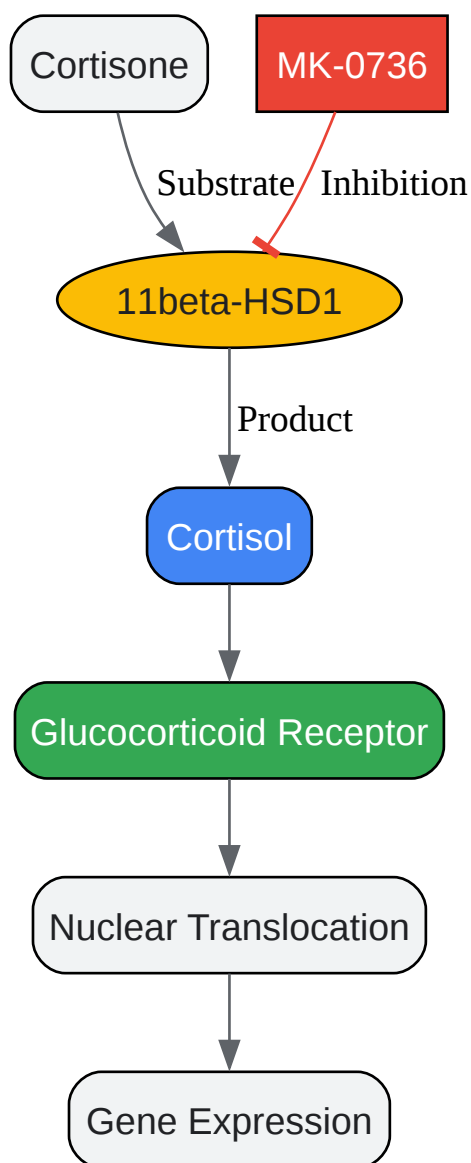 Cortisone
MK-0736
Substrate
Inhibition
11beta-HSD1
Product
Cortisol
Glucocorticoid Receptor
Nuclear Translocation
Gene Expression